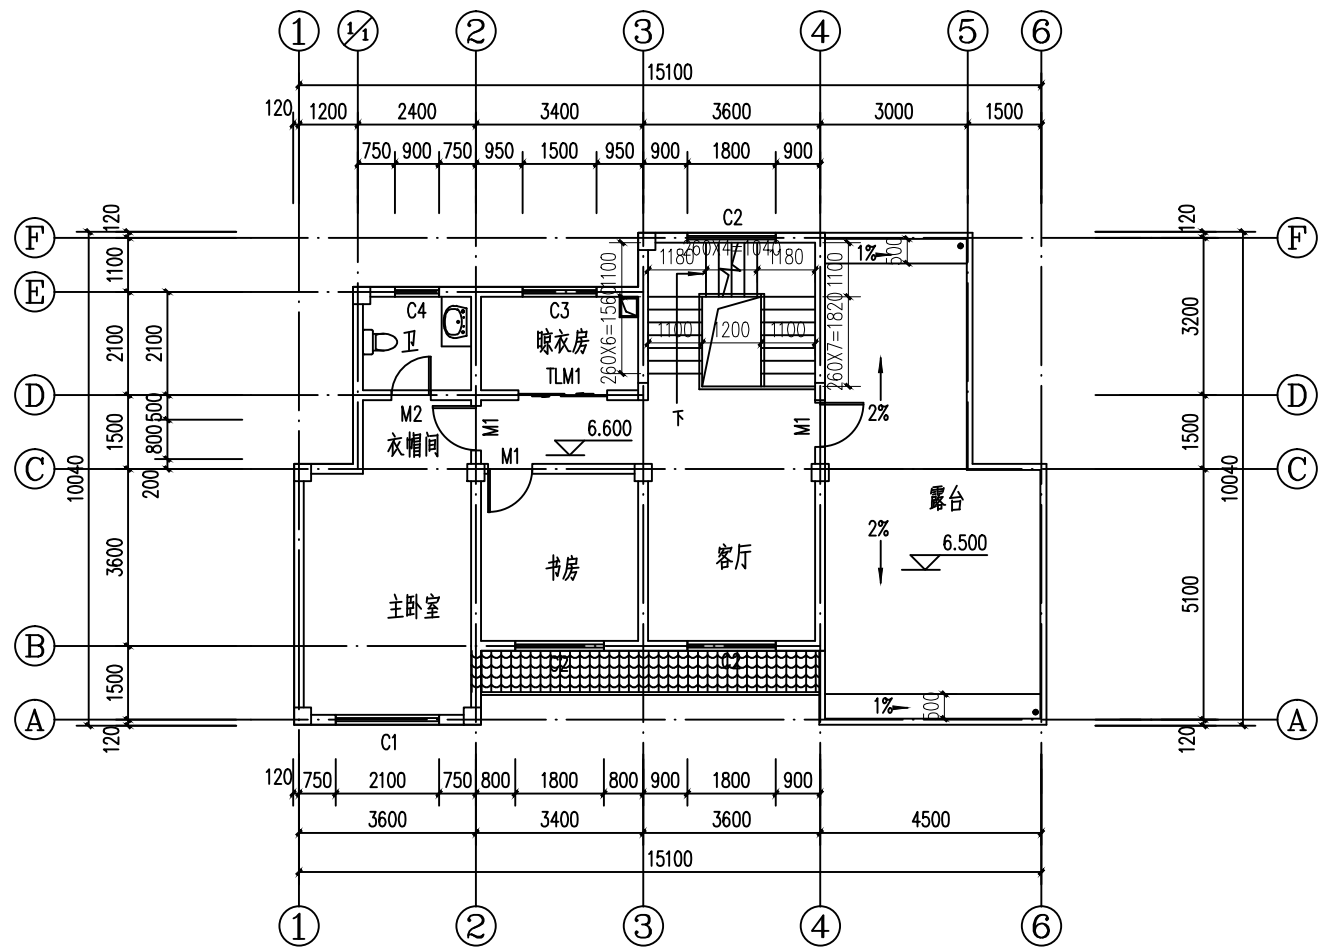 1 1/1 2 3 4 5 6
15100
120 1200 2400 3400 3600 3000 1500
750 900 750 950 1500 950 900 1800 900
F 120 C2 120 F
260X4=1040
1180 1180 1% 500
1100 1100 1100
E
C4 C3
卫 晾衣房
2100 2100 260X6=1560 1100 1200 1100 260X7=1820 3200
TLM1
D D
500 M2 M1 下 M1 2%
1500 800 衣帽间 M1 6.600 1500
C C
10040 200 露台 10040
2% 6.500
3600 书房 客厅
主卧室 5100
B
C2 C2
1500 1% 500
A A
120 C1 120
120 750 2100 750 800 1800 800 900 1800 900
3600 3400 3600 4500
15100
1 2 3 4 6